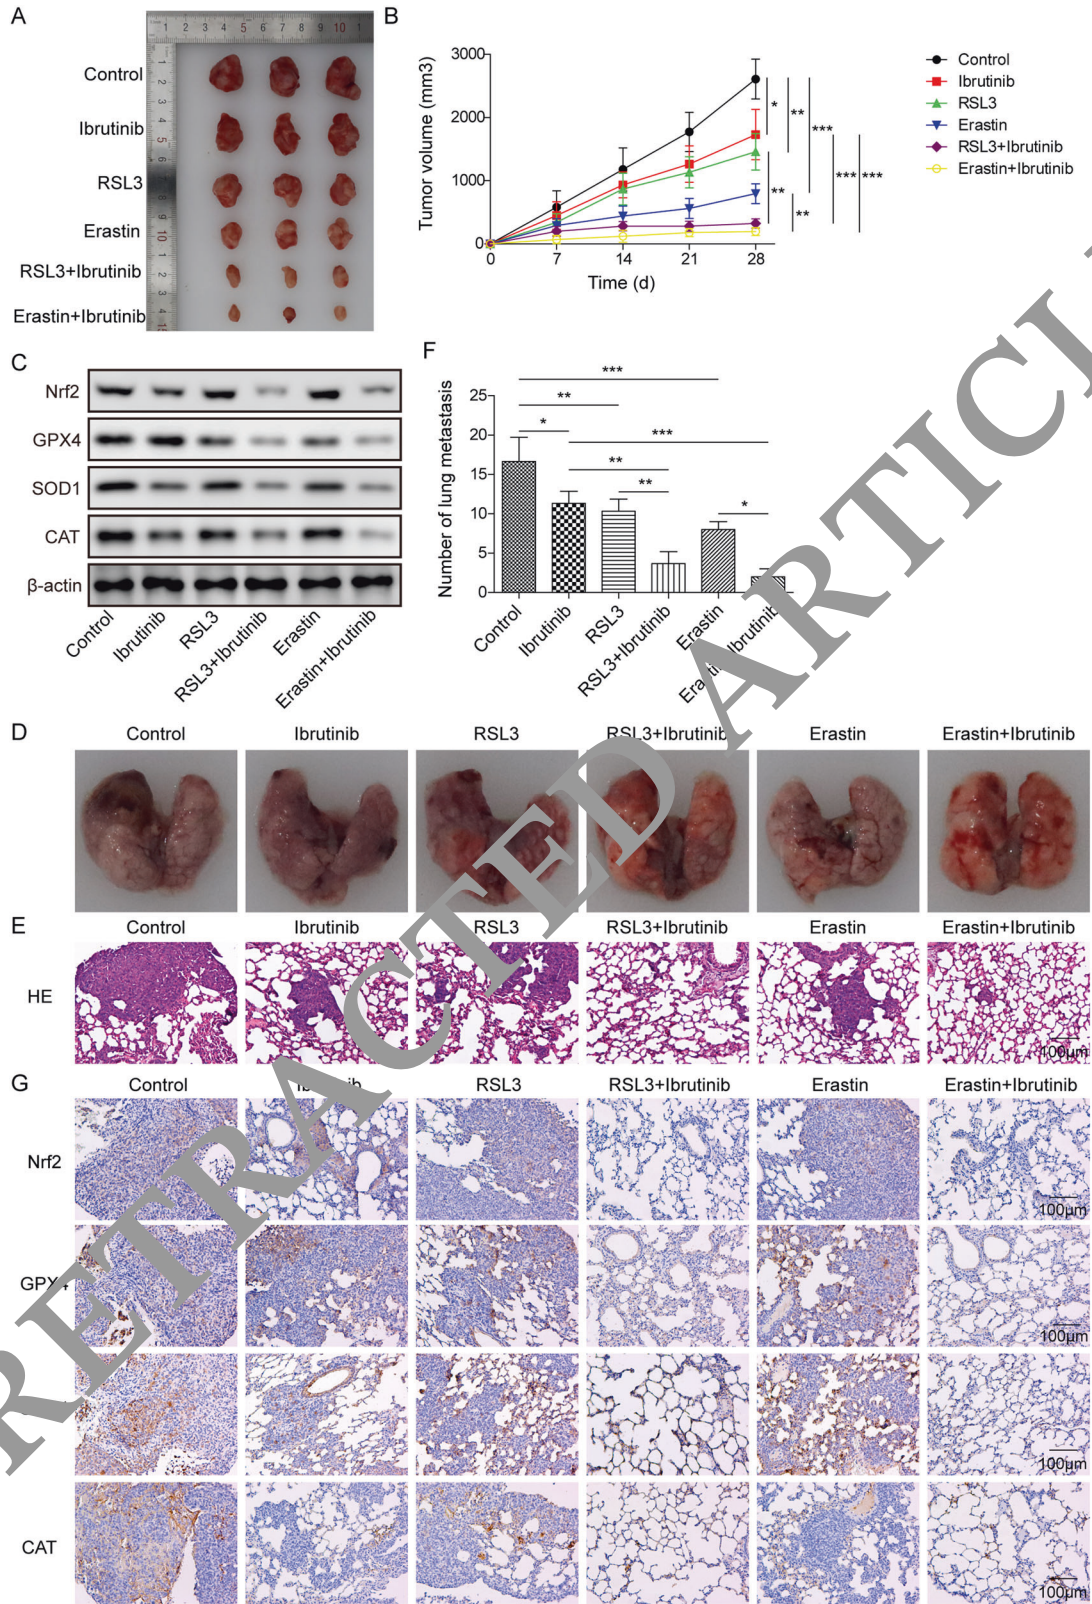 A
Control
Ibrutinib
RSL3
Erastin
RSL3+Ibrutinib
Erastin+Ibrutinib
B
Tumor volume (mm3)
3000
2000
1000
0
0 7 14 21 28
Time (d)
Control
Ibrutinib
RSL3
Erastin
RSL3+Ibrutinib
Erastin+Ibrutinib
* ** *** *** ***
** **
C
Nrf2
GPX4
SOD1
CAT
β-actin
Control Ibrutinib RSL3 RSL3+Ibrutinib Erastin Erastin+Ibrutinib
F
Number of lung metastasis
25
20
15
10
5
0
***
**
* ***
**
** *
Control Ibrutinib RSL3 RSL3+Ibrutinib Erastin
D
Control Ibrutinib RSL3 RSL3+Ibrutinib Erastin Erastin+Ibrutinib
E
Control Ibrutinib RSL3 RSL3+Ibrutinib Erastin Erastin+Ibrutinib
HE
100μm
G
Control Ibrutinib RSL3 RSL3+Ibrutinib Erastin Erastin+Ibrutinib
Nrf2
100μm
GPX4
100μm
100μm
CAT
100μm
RETRACTED ARTICL